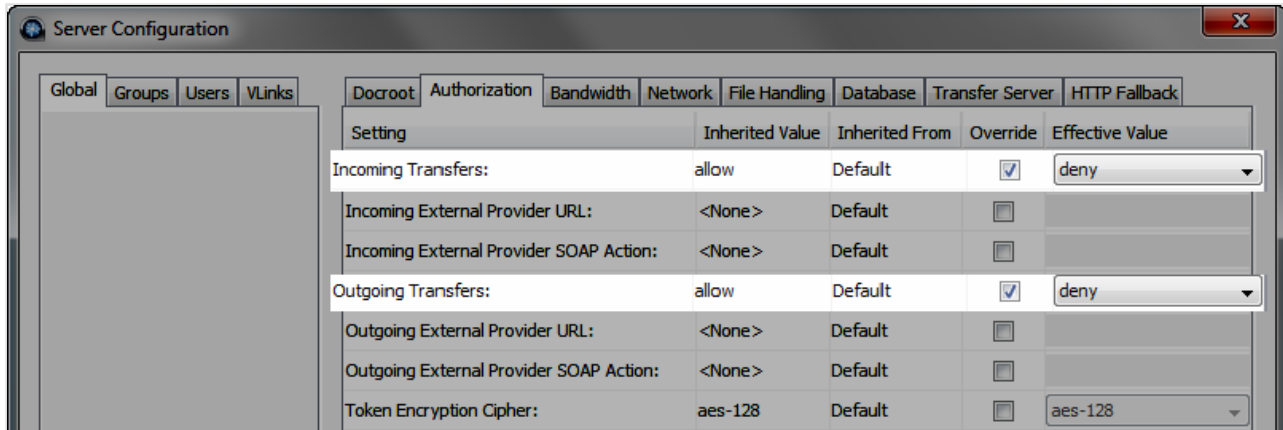 Server Configuration
Global Groups Users VLinks
Docroot Authorization Bandwidth Network File Handling Database Transfer Server HTTP Fallback
Setting Inherited Value Inherited From Override Effective Value
Incoming Transfers: allow Default deny
Incoming External Provider URL: <None> Default
Incoming External Provider SOAP Action: <None> Default
Outgoing Transfers: allow Default deny
Outgoing External Provider URL: <None> Default
Outgoing External Provider SOAP Action: <None> Default
Token Encryption Cipher: aes-128 Default aes-128